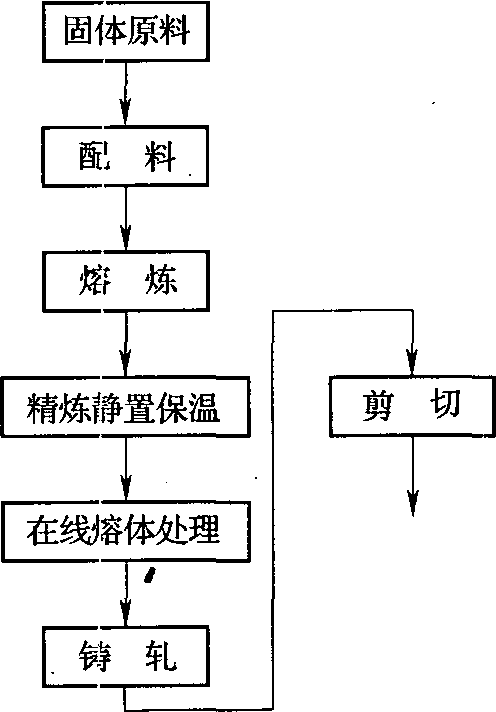 固体原料
配 料
熔 炼
精炼静置保温
在线熔体处理
铸 轧
剪 切